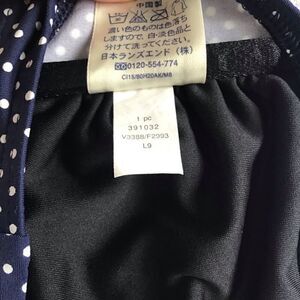 中国製
濃い色のものは色落ち
しますので、白・淡色品と
分けて洗ってください。
日本ランズエンド(株)
0120-554-774
CI18/80H20AK/M8
1 pc
391032
V3388/F2993
L9